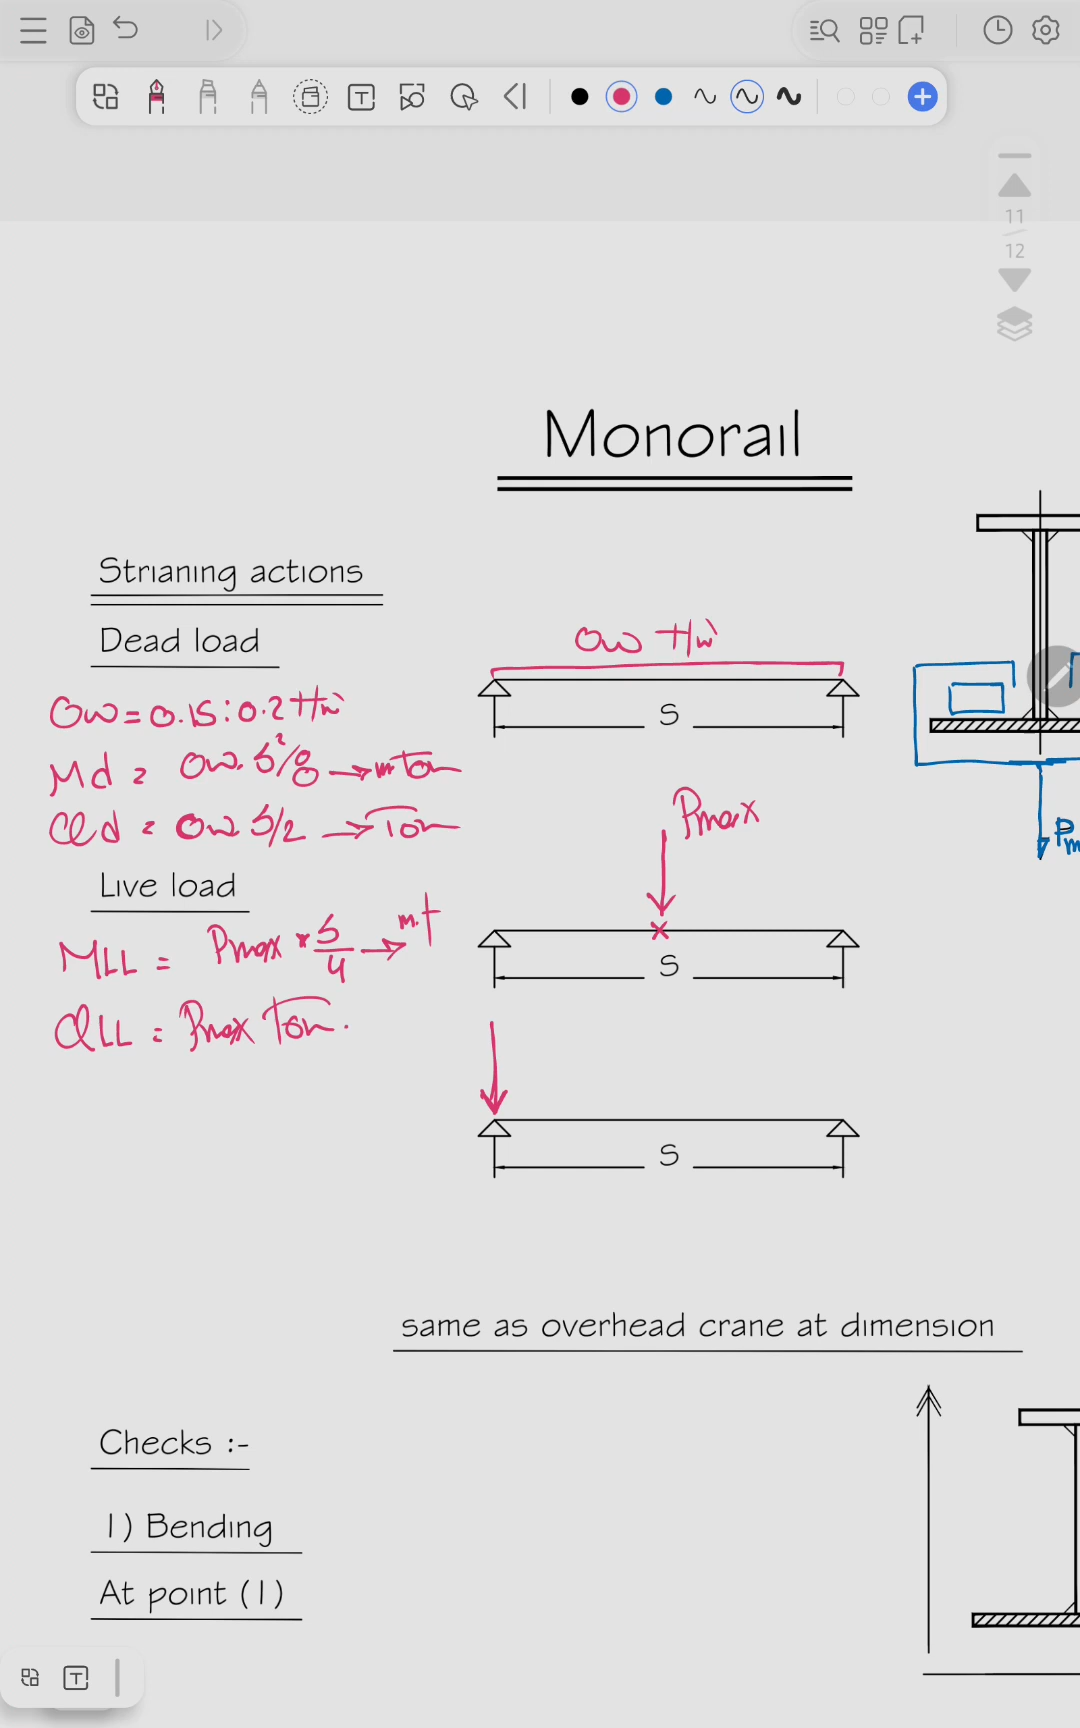 11
12
Monorail
Strianing actions
Dead load
ow t/m'
S
Ow = 0.15 : 0.2 t/m'
Md = ow. S²/8 → m Ton
Qd = ow S/2 → Ton
Pmax
Pm
Live load
MLL = Pmax * S/4 → m.t
S
QLL = Pmax Ton.
S
same as overhead crane at dimension
Checks :-
1) Bending
At point (1)